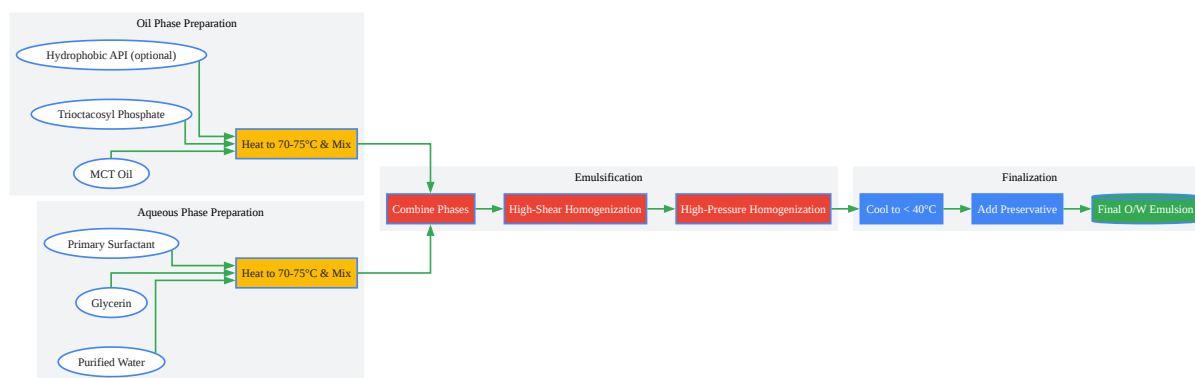 Oil Phase Preparation
Hydrophobic API (optional)
Trioctacosyl Phosphate
MCT Oil
Heat to 70-75°C & Mix
Aqueous Phase Preparation
Primary Surfactant
Glycerin
Purified Water
Heat to 70-75°C & Mix
Emulsification
Combine Phases
High-Shear Homogenization
High-Pressure Homogenization
Finalization
Cool to < 40°C
Add Preservative
Final O/W Emulsion